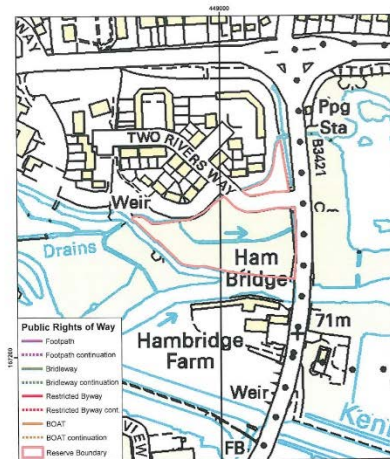 449000
WAY
Ppg
Sta
B3421
TWO RIVERS WAY
Weir
Drains
Ham
Bridge
Public Rights of Way
Footpath
Footpath continuation
Bridleway
Bridleway continuation
Restricted Byway
Restricted Byway cont.
BOAT
BOAT continuation
Reserve Boundary
71m
Hambridge
Farm
167200
Weir
FB
VIEW